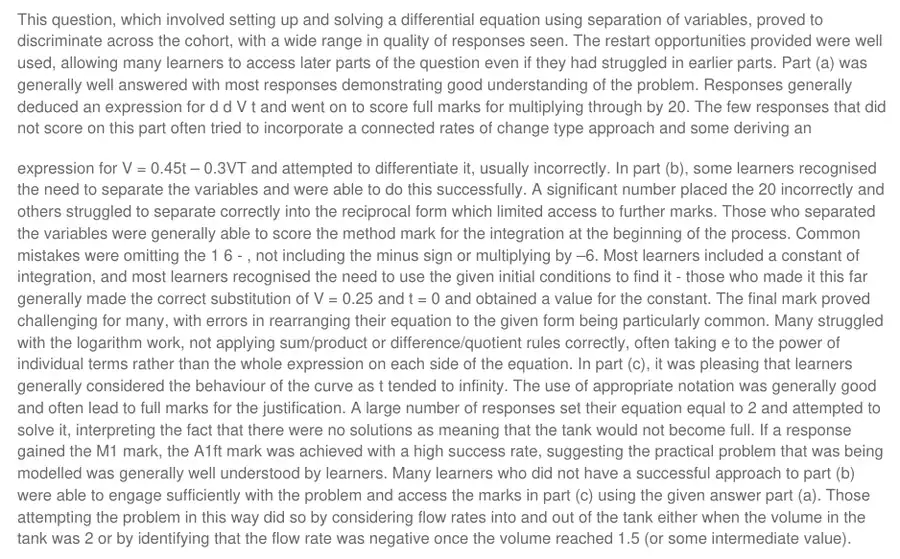 This question, which involved setting up and solving a differential equation using separation of variables, proved to
discriminate across the cohort, with a wide range in quality of responses seen. The restart opportunities provided were well
used, allowing many learners to access later parts of the question even if they had struggled in earlier parts. Part (a) was
generally well answered with most responses demonstrating good understanding of the problem. Responses generally
deduced an expression for d d V t and went on to score full marks for multiplying through by 20. The few responses that did
not score on this part often tried to incorporate a connected rates of change type approach and some deriving an
expression for V = 0.45t – 0.3VT and attempted to differentiate it, usually incorrectly. In part (b), some learners recognised
the need to separate the variables and were able to do this successfully. A significant number placed the 20 incorrectly and
others struggled to separate correctly into the reciprocal form which limited access to further marks. Those who separated
the variables were generally able to score the method mark for the integration at the beginning of the process. Common
mistakes were omitting the 1 6 - , not including the minus sign or multiplying by –6. Most learners included a constant of
integration, and most learners recognised the need to use the given initial conditions to find it - those who made it this far
generally made the correct substitution of V = 0.25 and t = 0 and obtained a value for the constant. The final mark proved
challenging for many, with errors in rearranging their equation to the given form being particularly common. Many struggled
with the logarithm work, not applying sum/product or difference/quotient rules correctly, often taking e to the power of
individual terms rather than the whole expression on each side of the equation. In part (c), it was pleasing that learners
generally considered the behaviour of the curve as t tended to infinity. The use of appropriate notation was generally good
and often lead to full marks for the justification. A large number of responses set their equation equal to 2 and attempted to
solve it, interpreting the fact that there were no solutions as meaning that the tank would not become full. If a response
gained the M1 mark, the A1ft mark was achieved with a high success rate, suggesting the practical problem that was being
modelled was generally well understood by learners. Many learners who did not have a successful approach to part (b)
were able to engage sufficiently with the problem and access the marks in part (c) using the given answer part (a). Those
attempting the problem in this way did so by considering flow rates into and out of the tank either when the volume in the
tank was 2 or by identifying that the flow rate was negative once the volume reached 1.5 (or some intermediate value).